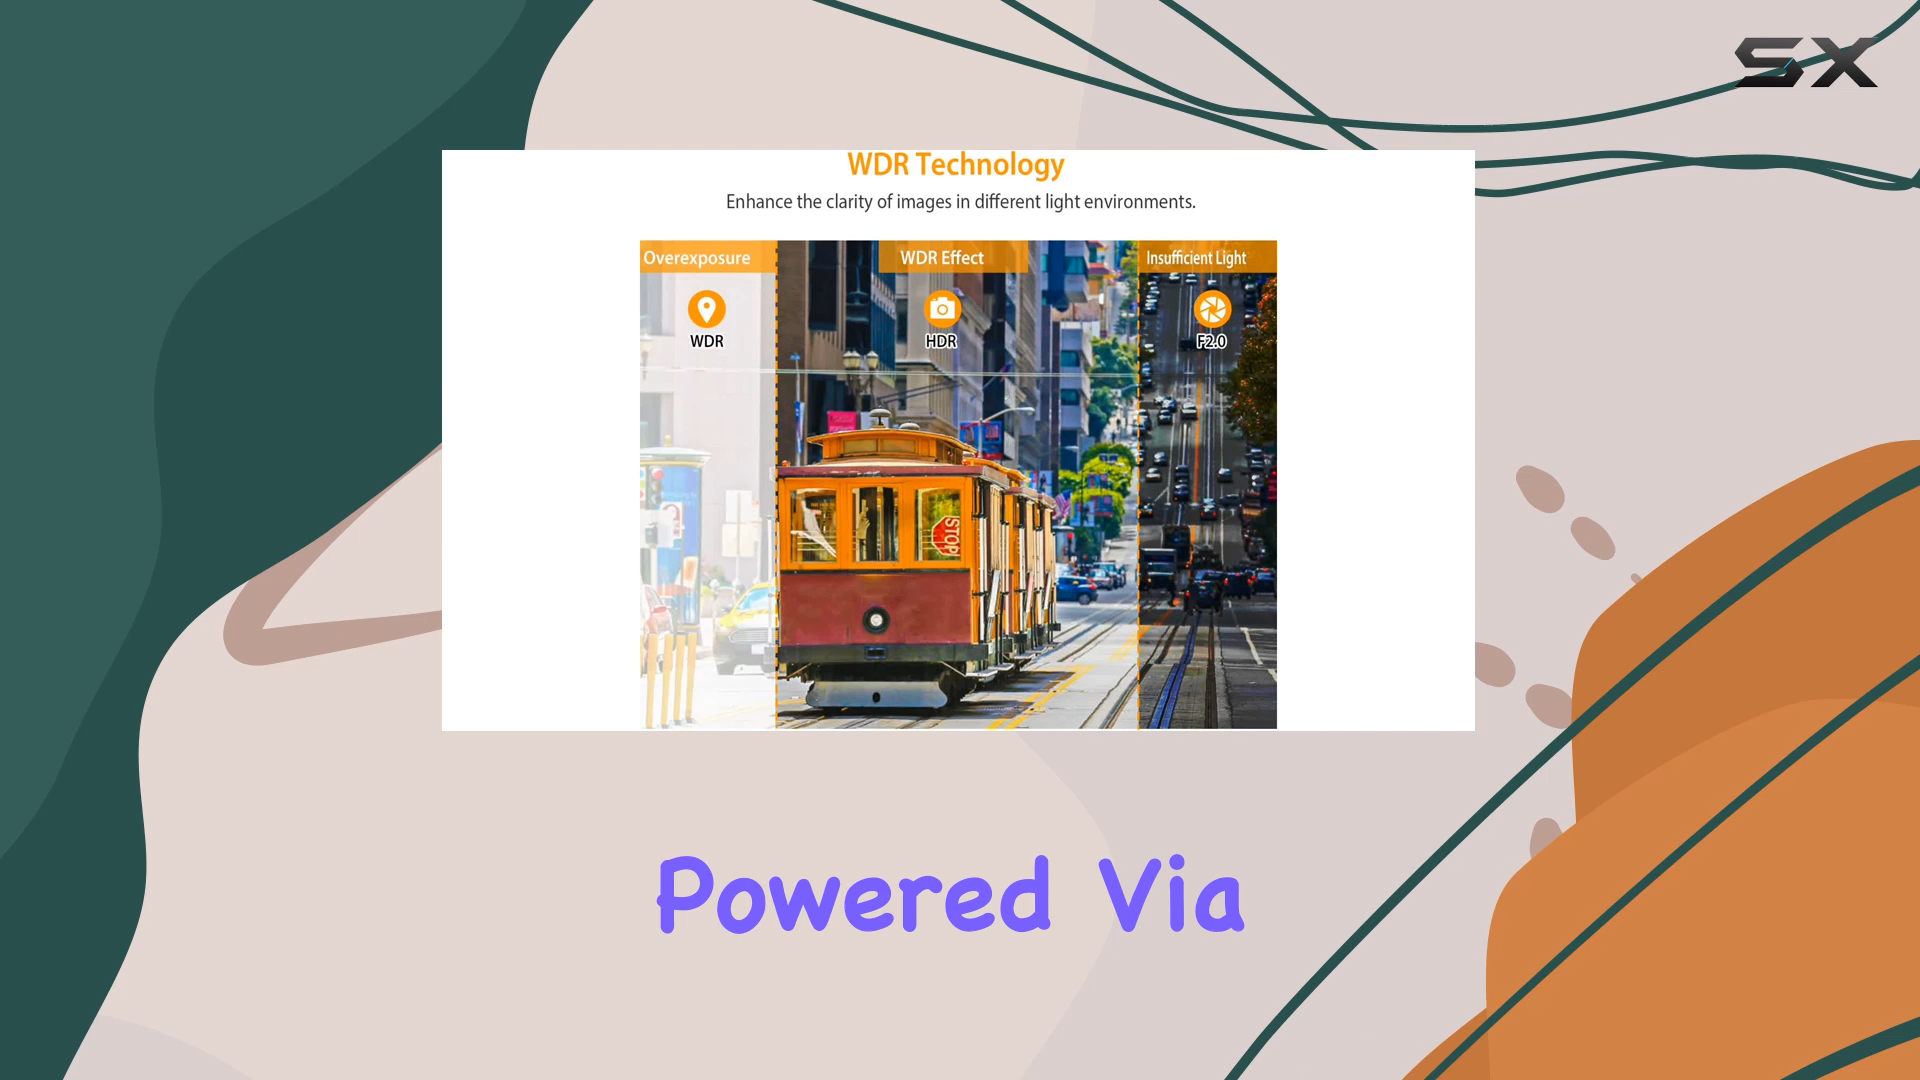 SX
WDR Technology
Enhance the clarity of images in different light environments.
Overexposure
WDR Effect
Insufficient Light
WDR
HDR
F2.0
STOP
Powered Via